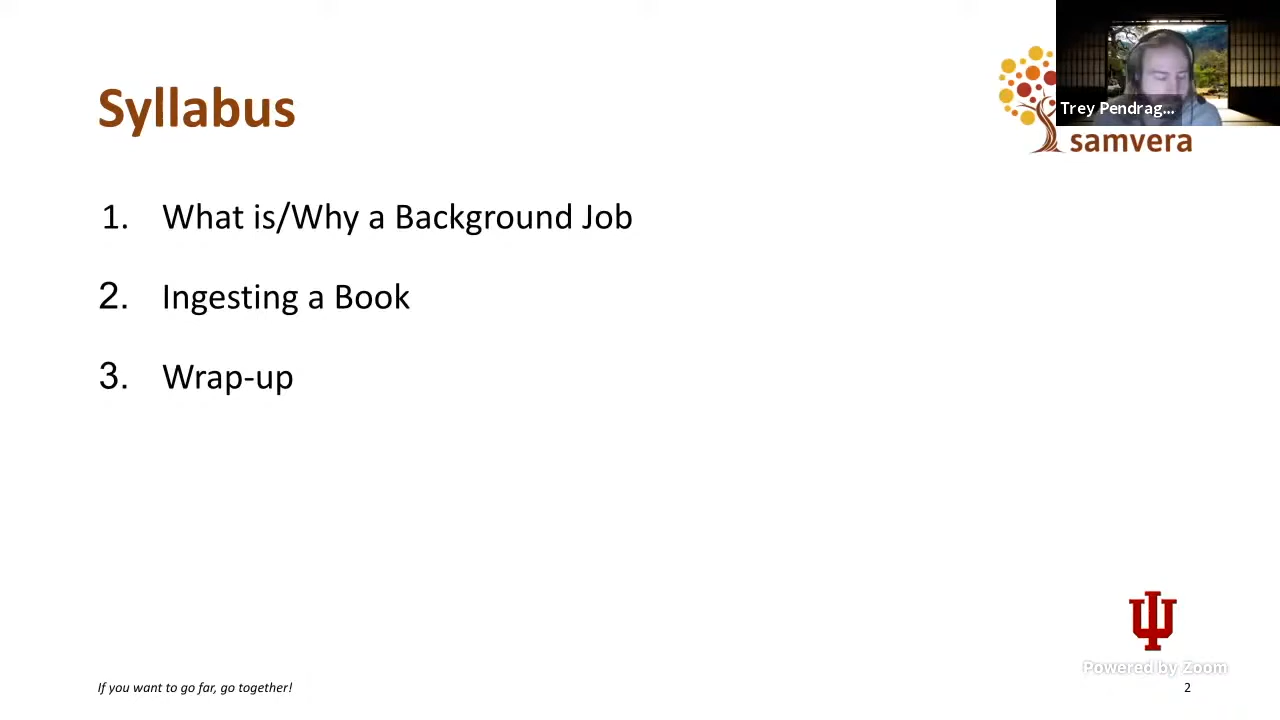 Syllabus
Trey Pendrag...
samvera
1. What is/Why a Background Job
2. Ingesting a Book
3. Wrap-up
Powered by Zoom
If you want to go far, go together!
2